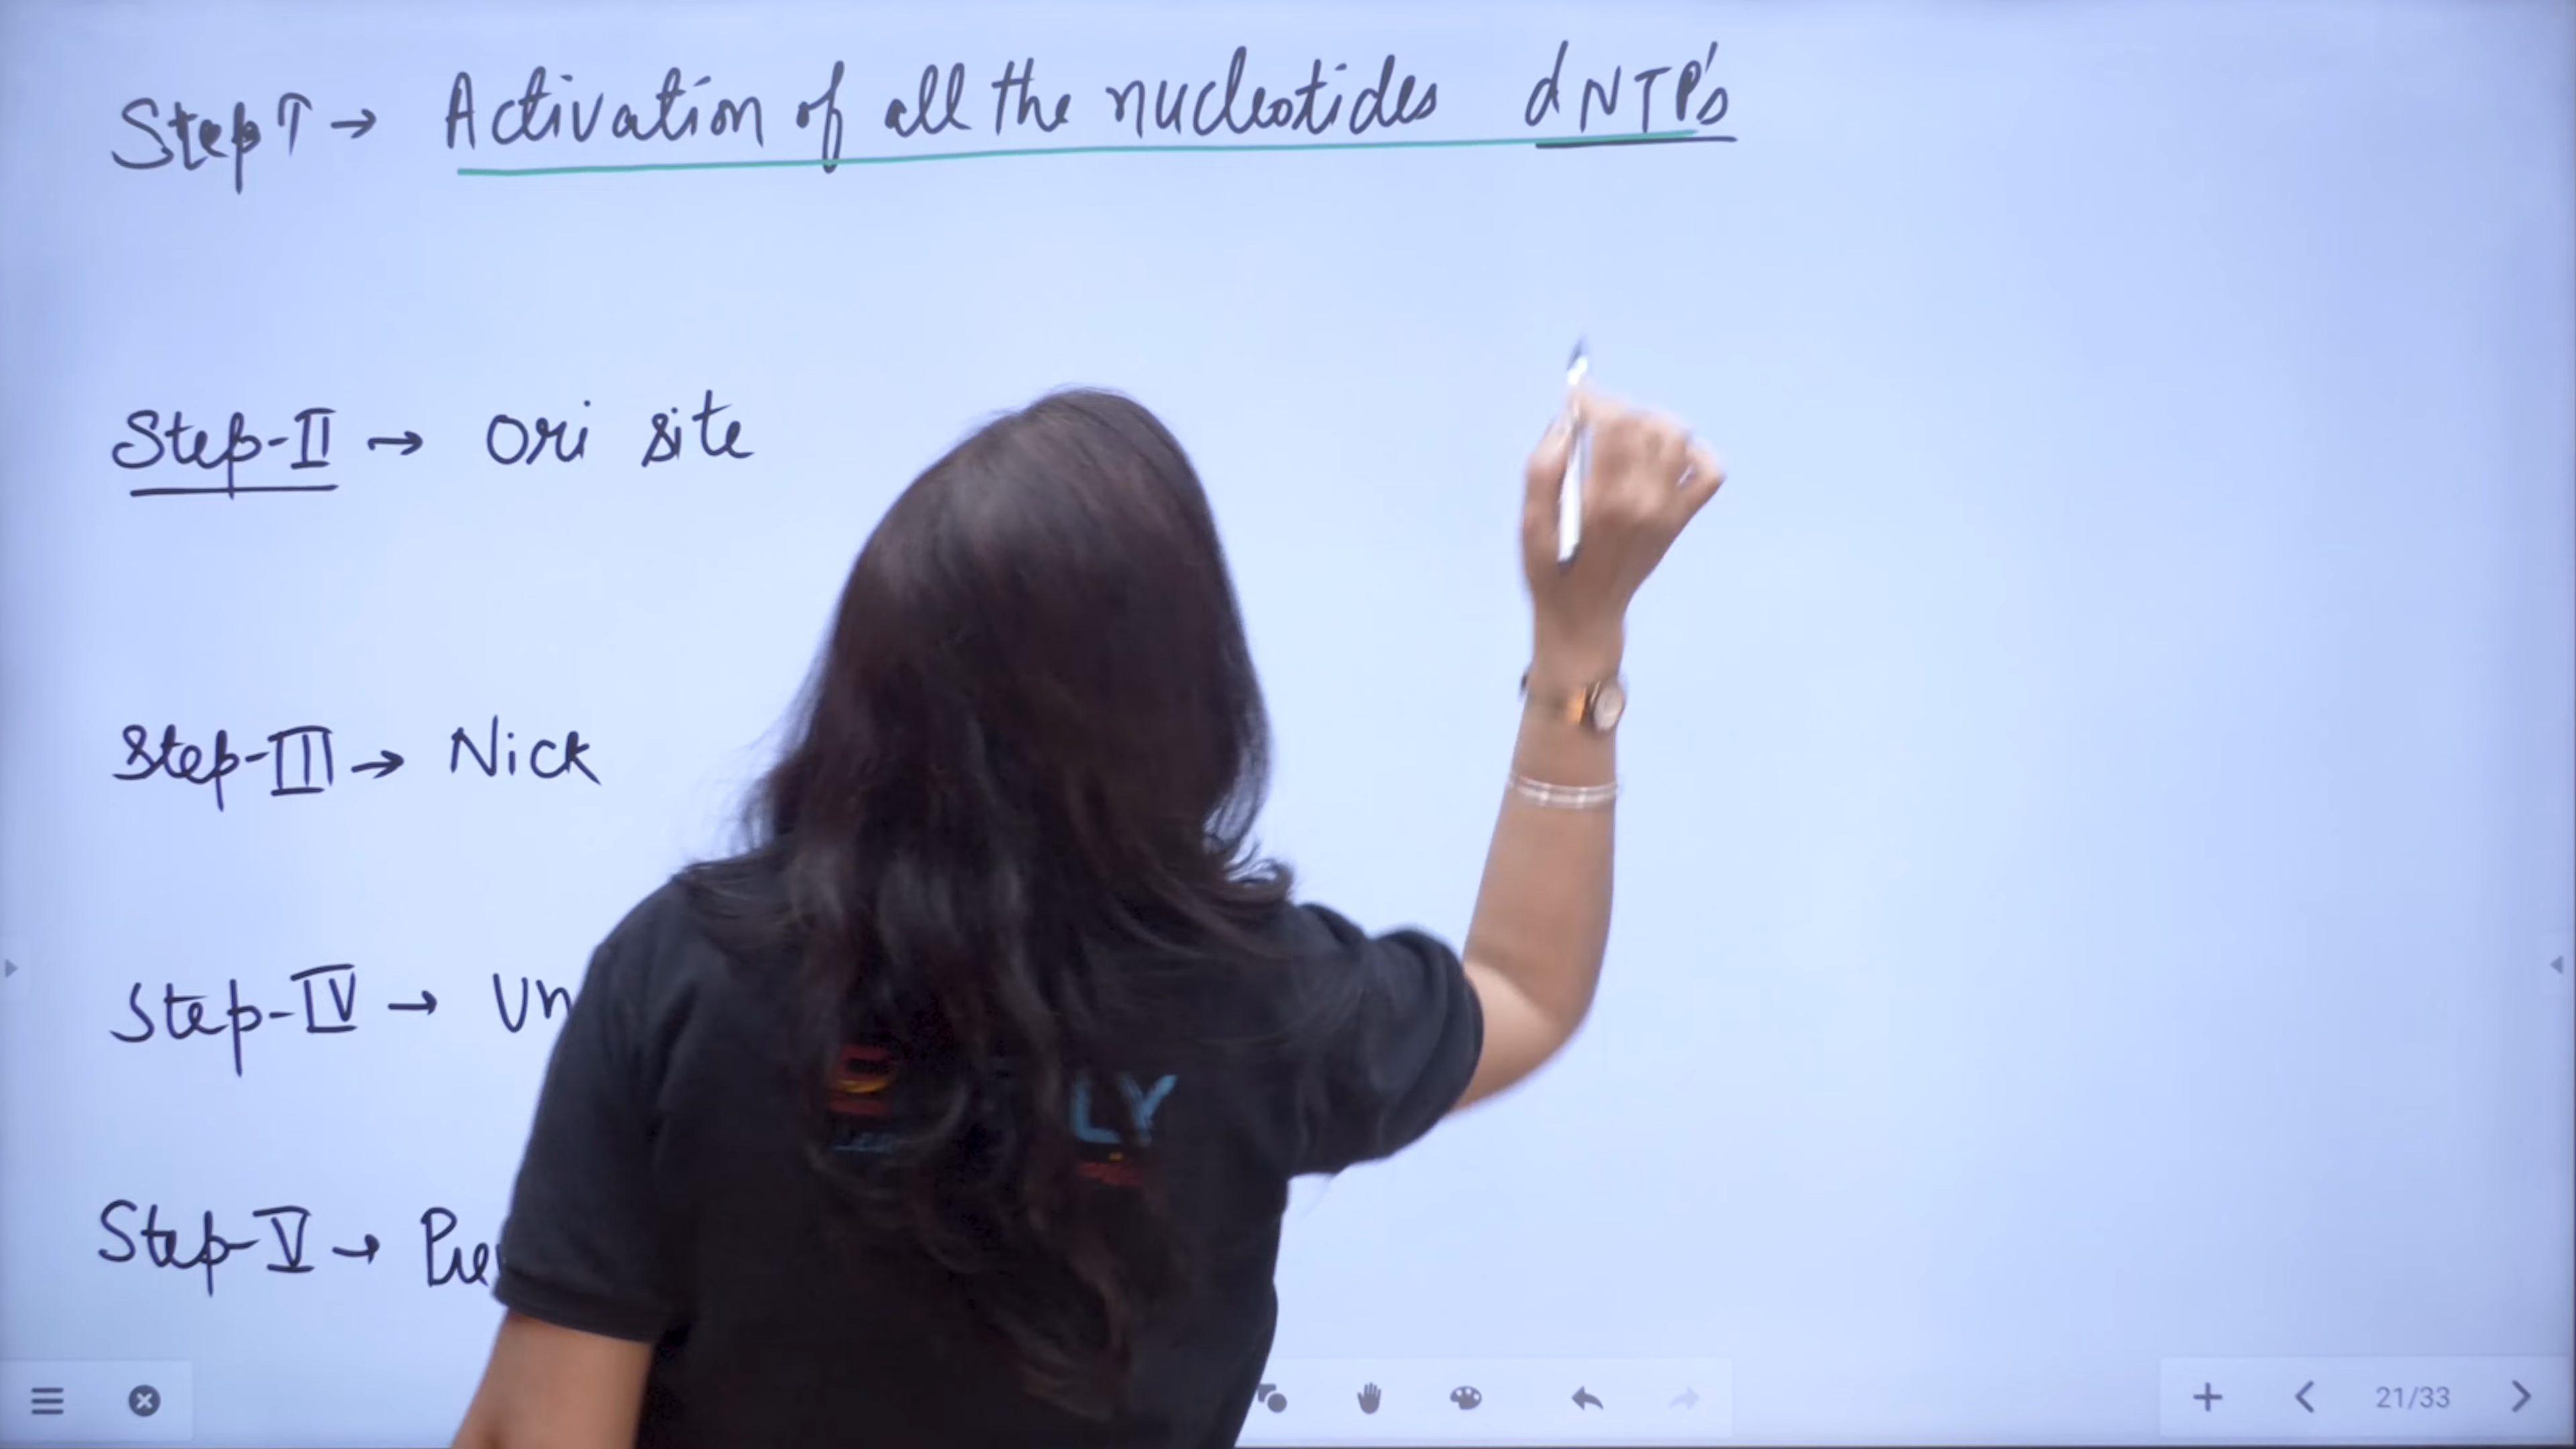 Step I → Activation of all the nucleotides dNTP's
Step-II → Ori site
Step-III → Nick
Step-IV → Un
Step-V →
LY
21/33